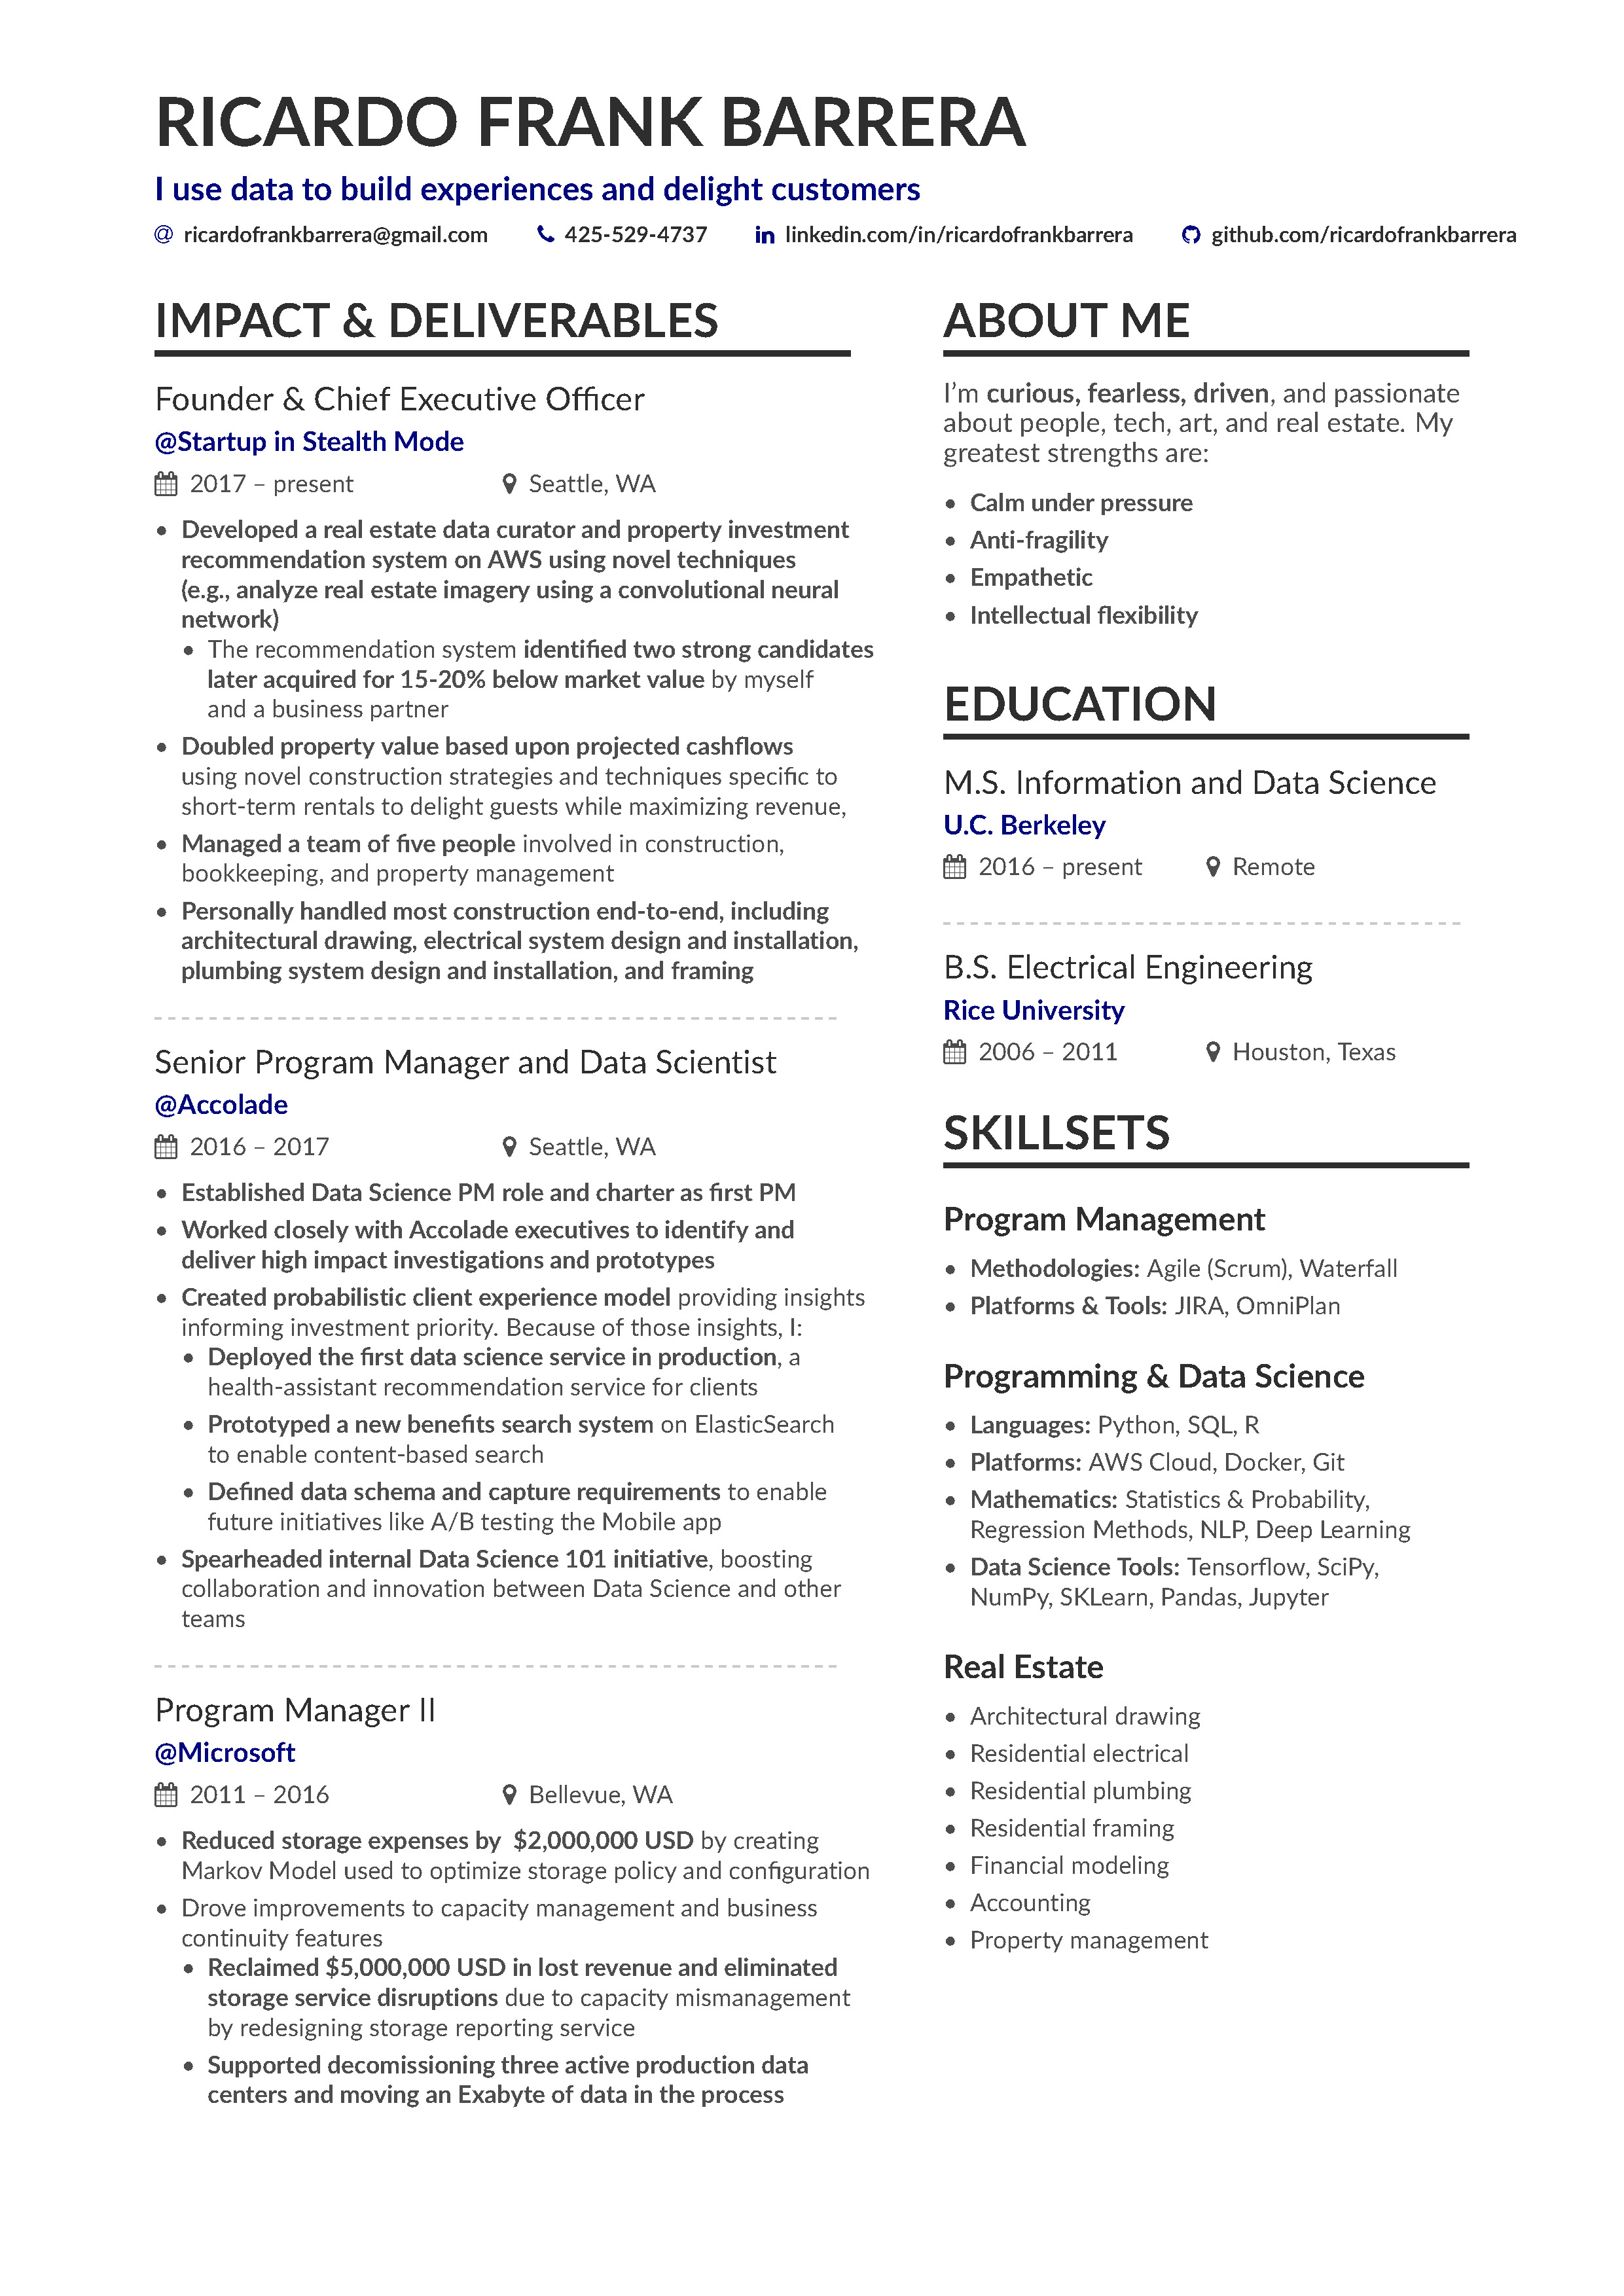 RICARDO FRANK BARRERA
I use data to build experiences and delight customers
@ ricardofrankbarrera@gmail.com 425-529-4737 in linkedin.com/in/ricardofrankbarrera github.com/ricardofrankbarrera
IMPACT & DELIVERABLES
Founder & Chief Executive Officer
@Startup in Stealth Mode
2017 – present Seattle, WA
• Developed a real estate data curator and property investment
recommendation system on AWS using novel techniques
(e.g., analyze real estate imagery using a convolutional neural
network)
• The recommendation system identified two strong candidates
later acquired for 15-20% below market value by myself
and a business partner
• Doubled property value based upon projected cashflows
using novel construction strategies and techniques specific to
short-term rentals to delight guests while maximizing revenue,
• Managed a team of five people involved in construction,
bookkeeping, and property management
• Personally handled most construction end-to-end, including
architectural drawing, electrical system design and installation,
plumbing system design and installation, and framing
Senior Program Manager and Data Scientist
@Accolade
2016 – 2017 Seattle, WA
• Established Data Science PM role and charter as first PM
• Worked closely with Accolade executives to identify and
deliver high impact investigations and prototypes
• Created probabilistic client experience model providing insights
informing investment priority. Because of those insights, I:
• Deployed the first data science service in production, a
health-assistant recommendation service for clients
• Prototyped a new benefits search system on ElasticSearch
to enable content-based search
• Defined data schema and capture requirements to enable
future initiatives like A/B testing the Mobile app
• Spearheaded internal Data Science 101 initiative, boosting
collaboration and innovation between Data Science and other
teams
Program Manager II
@Microsoft
2011 – 2016 Bellevue, WA
• Reduced storage expenses by $2,000,000 USD by creating
Markov Model used to optimize storage policy and configuration
• Drove improvements to capacity management and business
continuity features
• Reclaimed $5,000,000 USD in lost revenue and eliminated
storage service disruptions due to capacity mismanagement
by redesigning storage reporting service
• Supported decomissioning three active production data
centers and moving an Exabyte of data in the process
ABOUT ME
I’m curious, fearless, driven, and passionate
about people, tech, art, and real estate. My
greatest strengths are:
• Calm under pressure
• Anti-fragility
• Empathetic
• Intellectual flexibility
EDUCATION
M.S. Information and Data Science
U.C. Berkeley
2016 – present Remote
B.S. Electrical Engineering
Rice University
2006 – 2011 Houston, Texas
SKILLSETS
Program Management
• Methodologies: Agile (Scrum), Waterfall
• Platforms & Tools: JIRA, OmniPlan
Programming & Data Science
• Languages: Python, SQL, R
• Platforms: AWS Cloud, Docker, Git
• Mathematics: Statistics & Probability,
Regression Methods, NLP, Deep Learning
• Data Science Tools: Tensorflow, SciPy,
NumPy, SKLearn, Pandas, Jupyter
Real Estate
• Architectural drawing
• Residential electrical
• Residential plumbing
• Residential framing
• Financial modeling
• Accounting
• Property management